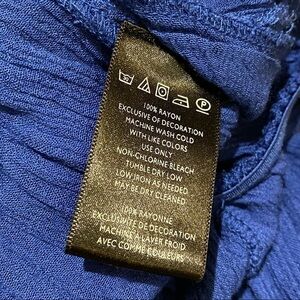 100% RAYON
EXCLUSIVE OF DECORATION
MACHINE WASH COLD
WITH LIKE COLORS
USE ONLY
NON-CHLORINE BLEACH
TUMBLE DRY LOW
LOW IRON AS NEEDED
MAY BE DRY CLEANED
100% RAYONNE
EXCLUSIF DE DECORATION
MACHINE A LAVER FROID
AVEC COMME COULEURS